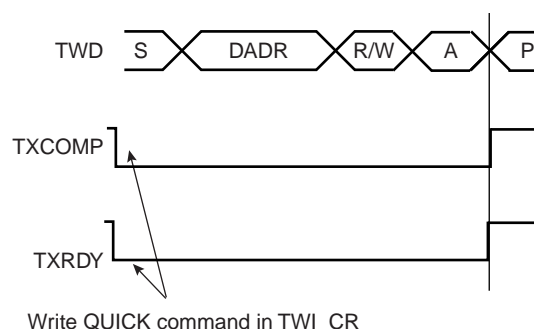 TWD S DADR R/W A P
TXCOMP
TXRDY
Write QUICK command in TWI_CR